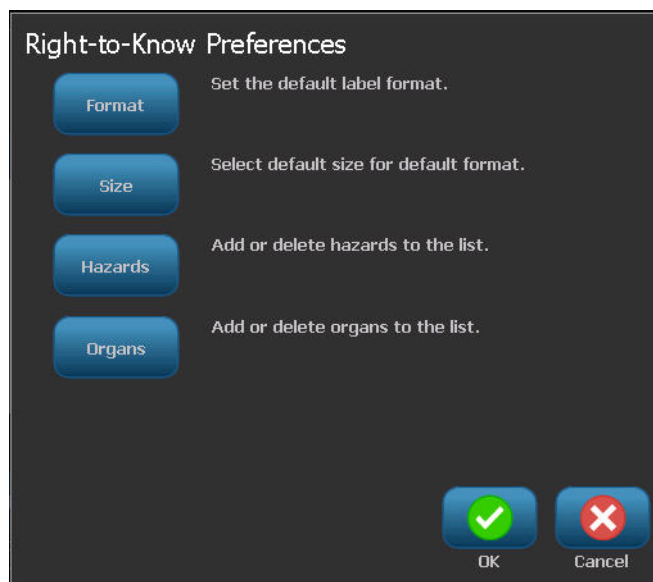 Right-to-Know Preferences
Format
Set the default label format.
Size
Select default size for default format.
Hazards
Add or delete hazards to the list.
Organs
Add or delete organs to the list.
OK
Cancel